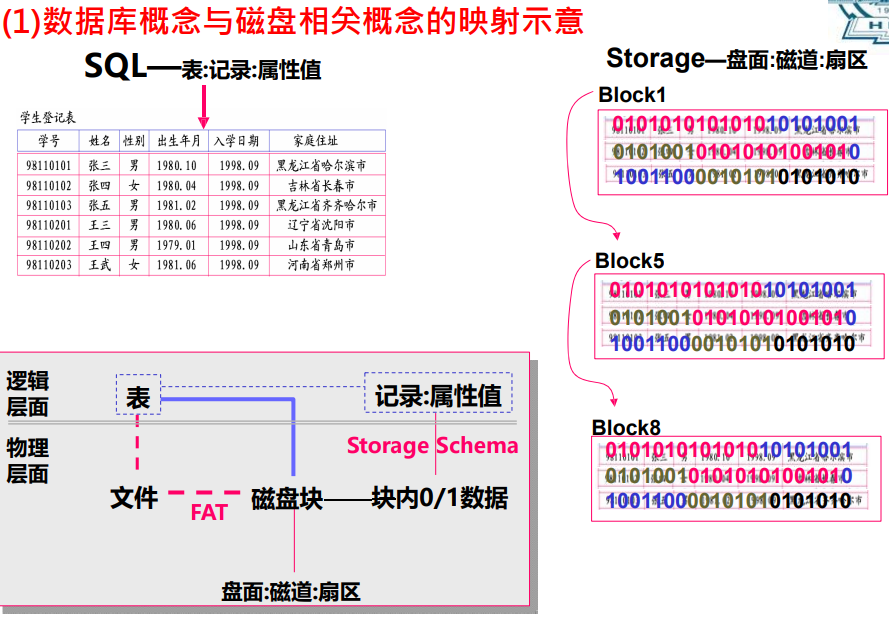 (1)数据库概念与磁盘相关概念的映射示意
SQL—表:记录:属性值
学生登记表
学号 姓名 性别 出生年月 入学日期 家庭住址
98110101 张三 男 1980.10 1998.09 黑龙江省哈尔滨市
98110102 张四 女 1980.04 1998.09 吉林省长春市
98110103 张五 男 1981.02 1998.09 黑龙江省齐齐哈尔市
98110201 王三 男 1980.06 1998.09 辽宁省沈阳市
98110202 王四 男 1979.01 1998.09 山东省青岛市
98110203 王武 女 1981.06 1998.09 河南省郑州市
Storage—盘面:磁道:扇区
Block1
010101010101010101001
010100101010101001010
1001100001010101010
Block5
010101010101010101001
010100101010101001010
1001100001010101010
Block8
010101010101010101001
010100101010101001010
1001100001010101010
逻辑
层面
表
记录:属性值
物理
层面
Storage Schema
文件
FAT
磁盘块
块内0/1数据
盘面:磁道:扇区